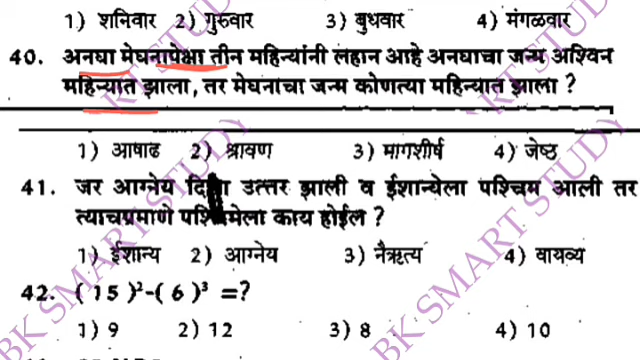 1) शनिवार 2) गुरुवार 3) बुधवार 4) मंगळवार
40. अनघा मेघनापेक्षा तीन महिन्यांनी लहान आहे अनघाचा जन्म अश्विन
महिन्यात झाला, तर मेघनाचा जन्म कोणत्या महिन्यात झाला ?
1) आषाढ 2) श्रावण 3) मागशीर्ष 4) जेष्ठ
41. जर आग्नेय दिशा उत्तर झाली व ईशान्येला पश्चिम आली तर
त्याचप्रमाणे पश्चिमेला काय होईल ?
1) ईशान्य 2) आग्नेय 3) नैऋत्य 4) वायव्य
42. ( 15 )²-( 6 )³ =?
1) 9 2) 12 3) 8 4) 10
BK SMART STUDY